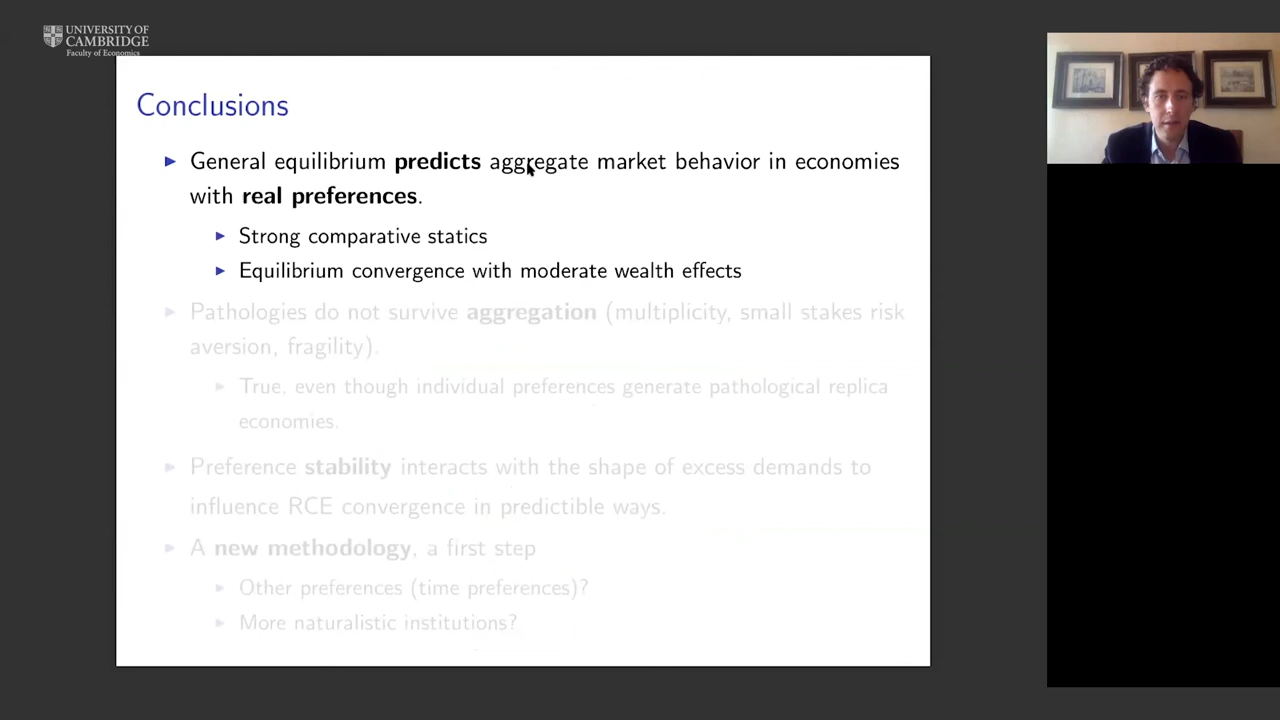 UNIVERSITY OF
CAMBRIDGE
Faculty of Economics
Conclusions
General equilibrium predicts aggregate market behavior in economies
with real preferences.
Strong comparative statics
Equilibrium convergence with moderate wealth effects
Pathologies do not survive aggregation (multiplicity, small stakes risk
aversion, fragility).
True, even though individual preferences generate pathological replica
economies.
Preference stability interacts with the shape of excess demands to
influence RCE convergence in predictible ways.
A new methodology, a first step
Other preferences (time preferences)?
More naturalistic institutions?